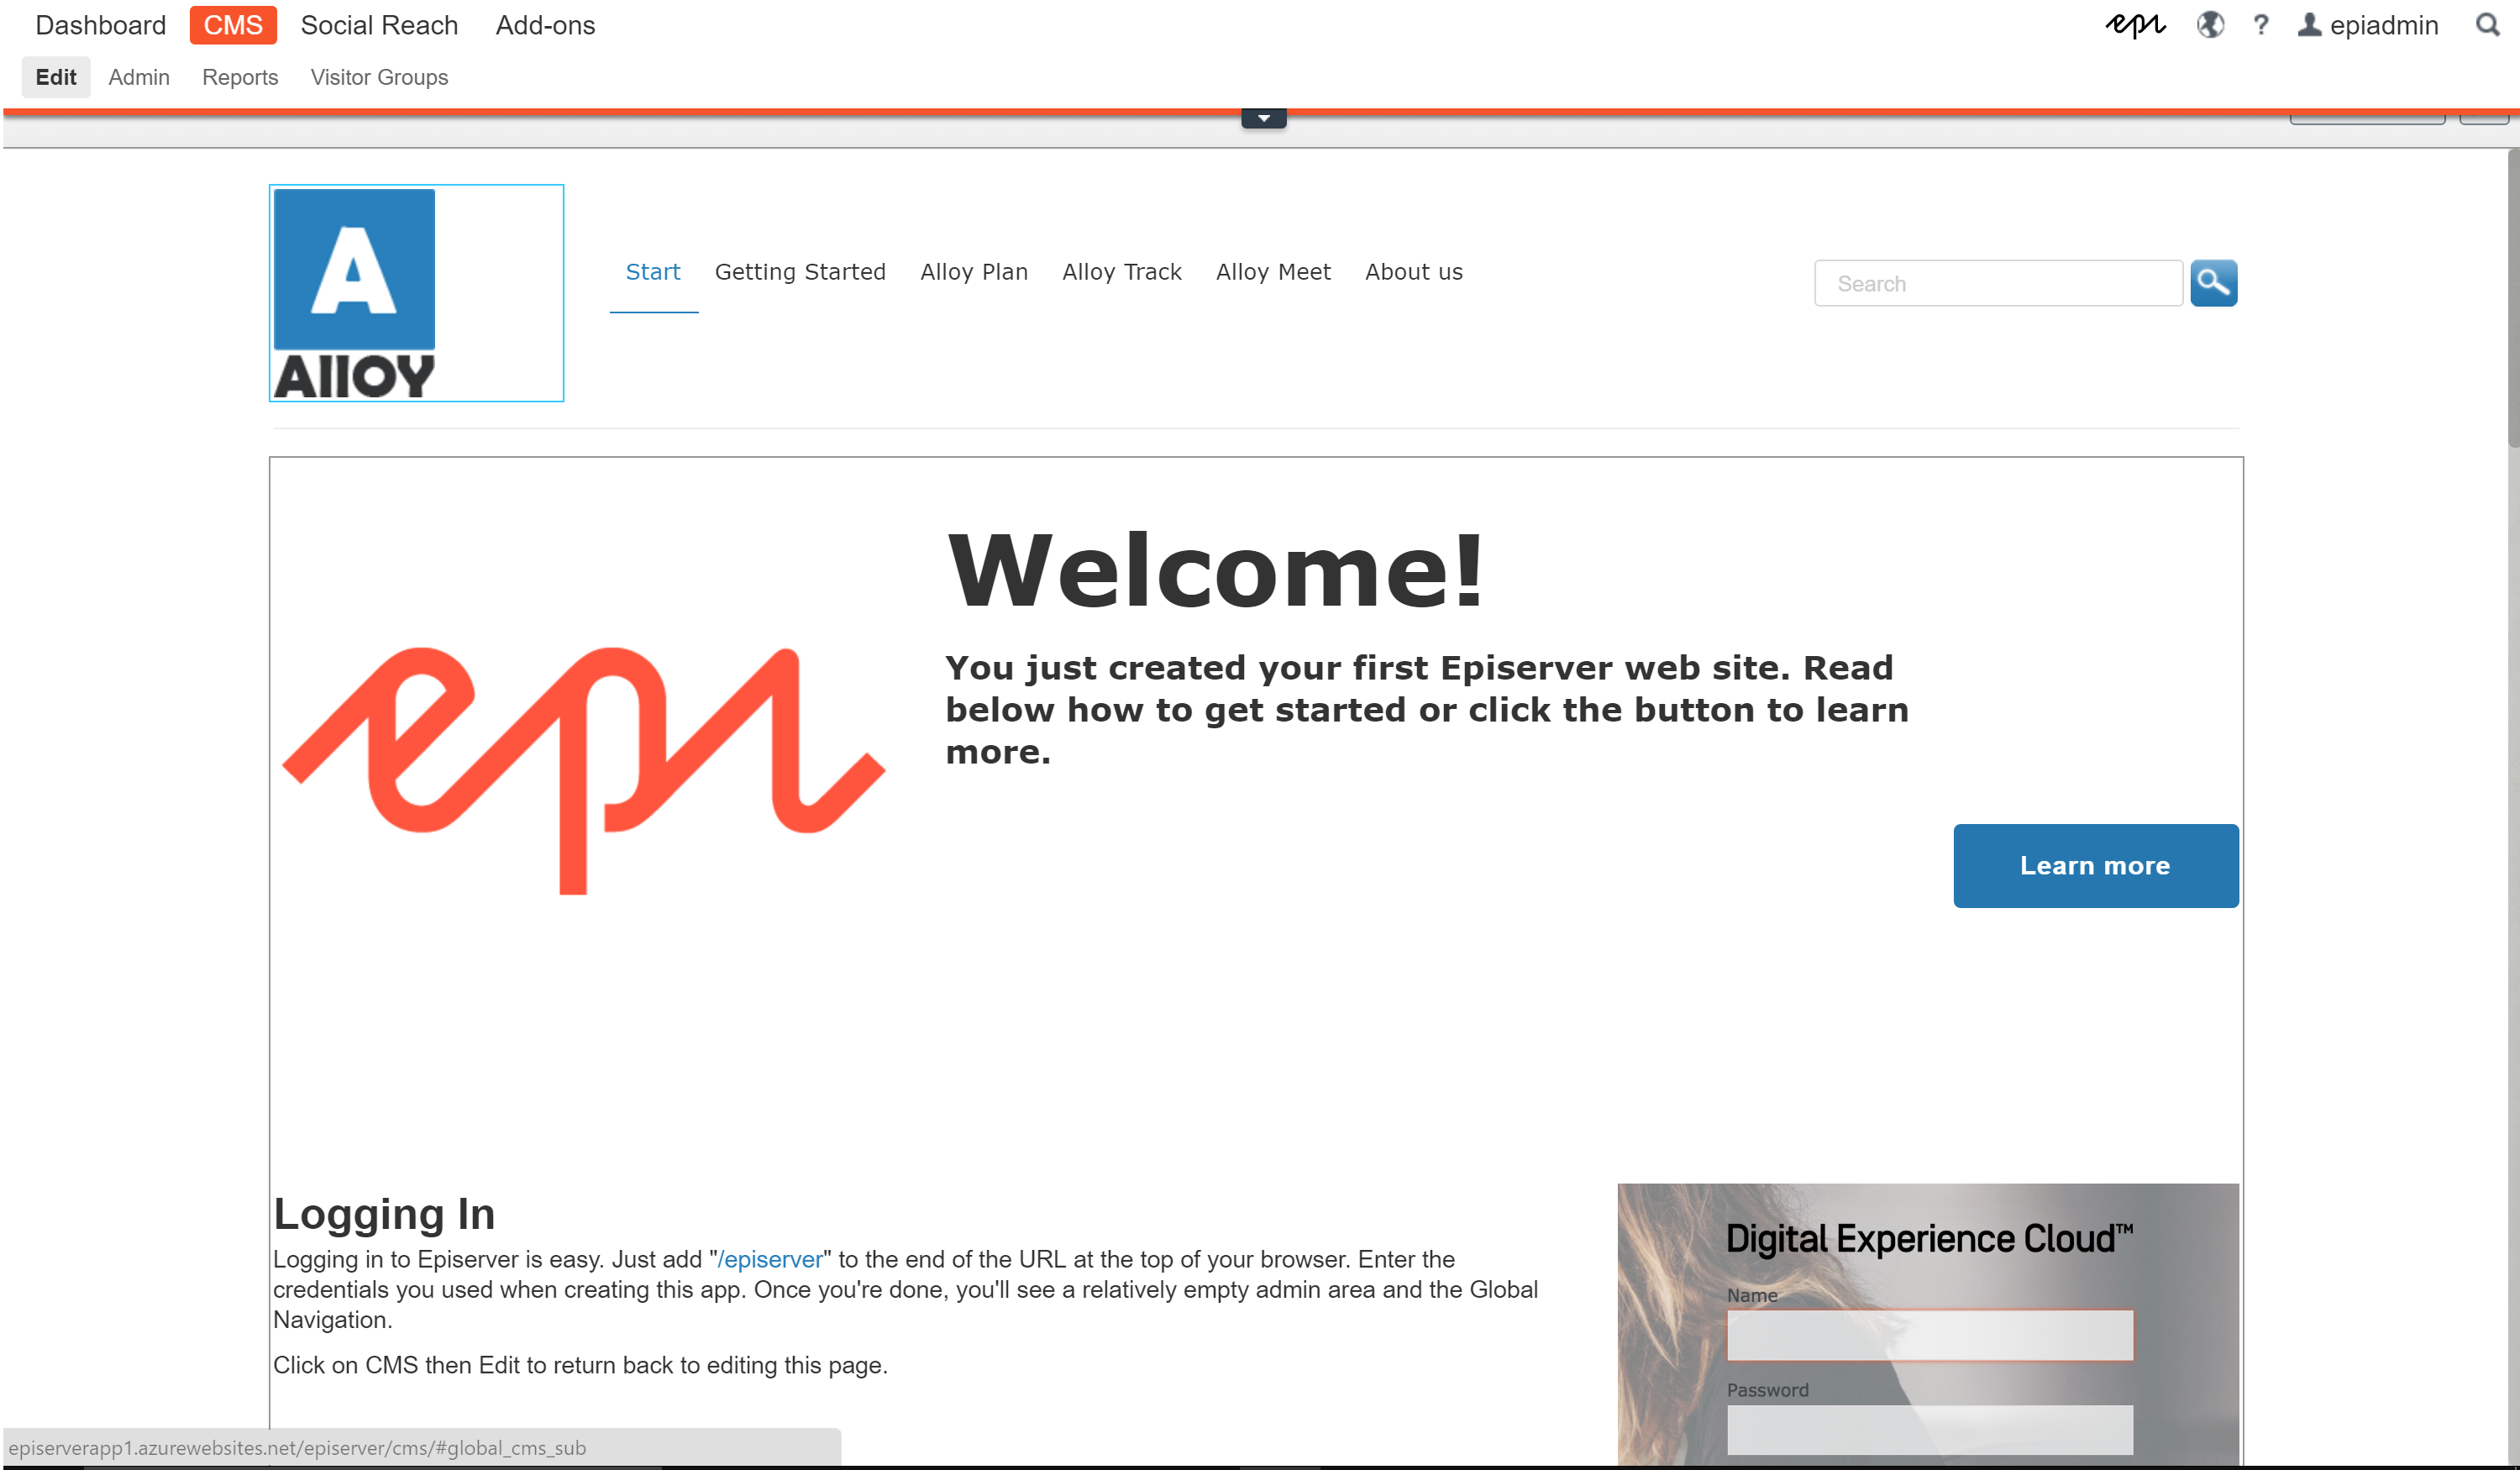 Dashboard CMS Social Reach Add-ons epi ? epiadmin
Edit Admin Reports Visitor Groups
A
Alloy
Start Getting Started Alloy Plan Alloy Track Alloy Meet About us Search
Welcome!
epi
You just created your first Episerver web site. Read
below how to get started or click the button to learn
more.
Learn more
Logging In
Logging in to Episerver is easy. Just add "/episerver" to the end of the URL at the top of your browser. Enter the
credentials you used when creating this app. Once you're done, you'll see a relatively empty admin area and the Global
Navigation.
Click on CMS then Edit to return back to editing this page.
Digital Experience Cloud™
Name
Password
episerverapp1.azurewebsites.net/episerver/cms/#global_cms_sub